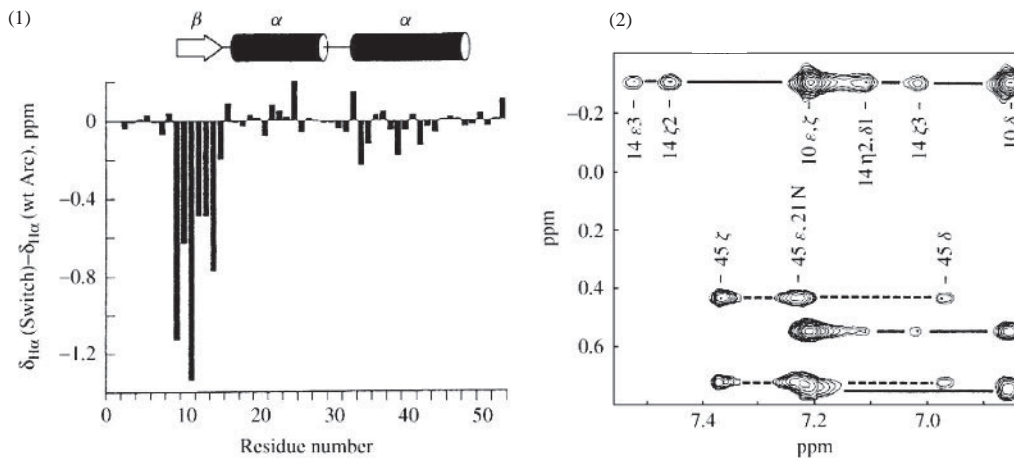 (1)
β
α
α
0
−0.4
−0.8
−1.2
δHα (Switch)−δHα (wt Arc), ppm
0
10
20
30
40
50
Residue number
(2)
−0.2
0.0
0.2
0.4
0.6
ppm
14 ε3
14 ζ2
10 ε,ζ
14 η2,δ1
14 ζ3
10 δ
45 ζ
45 ε, 21 N
45 δ
7.4
7.2
7.0
ppm